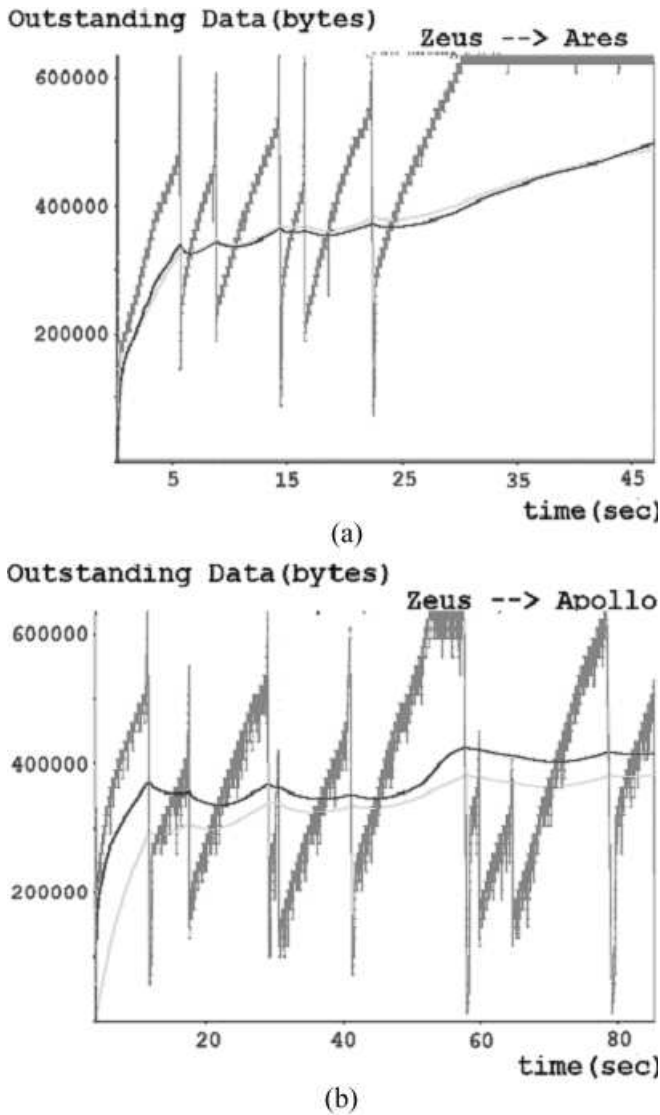 Outstanding Data(bytes)
Zeus --> Ares
600000
400000
200000
5 15 25 35 45
time(sec)
(a)
Outstanding Data(bytes)
Zeus --> Apollo
600000
400000
200000
20 40 60 80
time(sec)
(b)